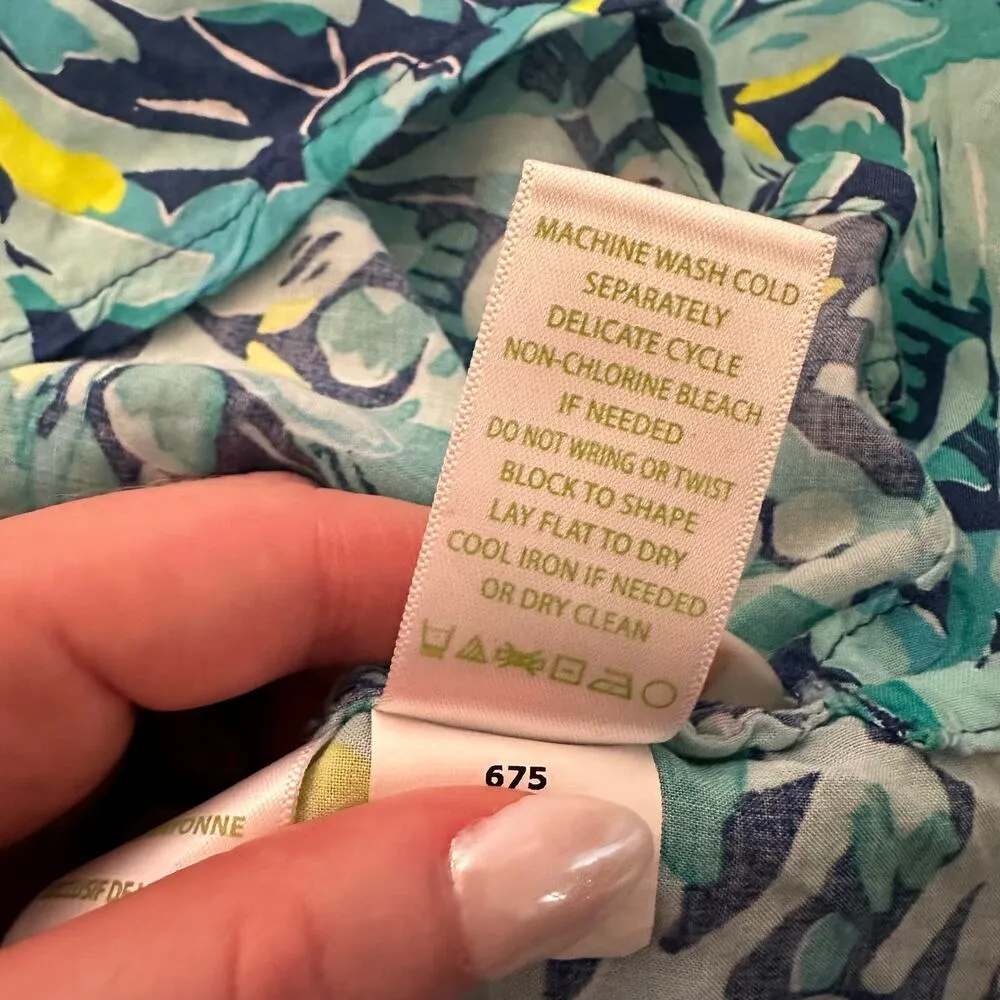 MACHINE WASH COLD
SEPARATELY
DELICATE CYCLE
NON-CHLORINE BLEACH
IF NEEDED
DO NOT WRING OR TWIST
BLOCK TO SHAPE
LAY FLAT TO DRY
COOL IRON IF NEEDED
OR DRY CLEAN
675
DE